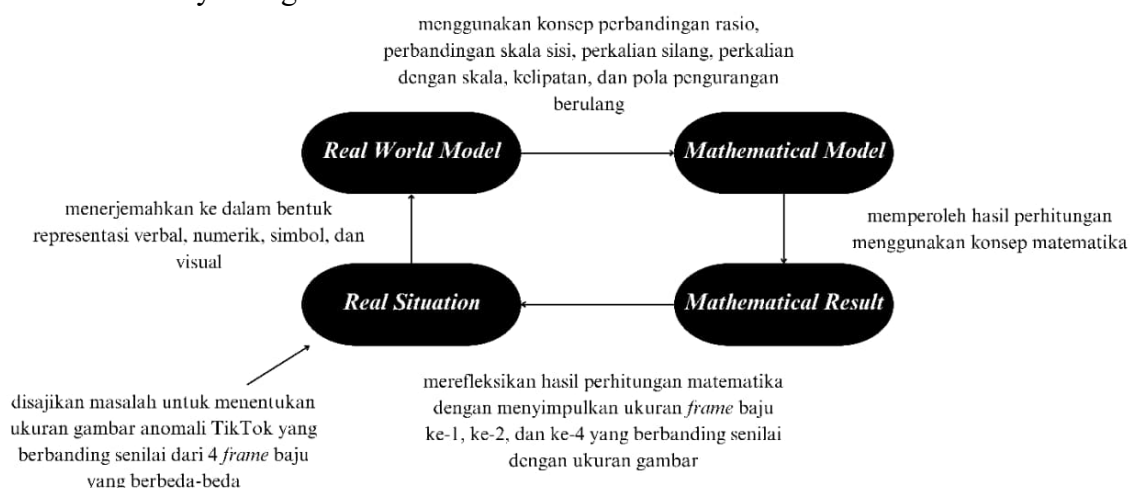 menggunakan konsep perbandingan rasio,
perbandingan skala sisi, perkalian silang, perkalian
dengan skala, kelipatan, dan pola pengurangan
berulang
Real World Model
Mathematical Model
menerjemahkan ke dalam bentuk
representasi verbal, numerik, simbol, dan
visual
memperoleh hasil perhitungan
menggunakan konsep matematika
Real Situation
Mathematical Result
disajikan masalah untuk menentukan
ukuran gambar anomali TikTok yang
berbanding senilai dari 4 frame baju
yang berbeda-beda
merefleksikan hasil perhitungan matematika
dengan menyimpulkan ukuran frame baju
ke-1, ke-2, dan ke-4 yang berbanding senilai
dengan ukuran gambar